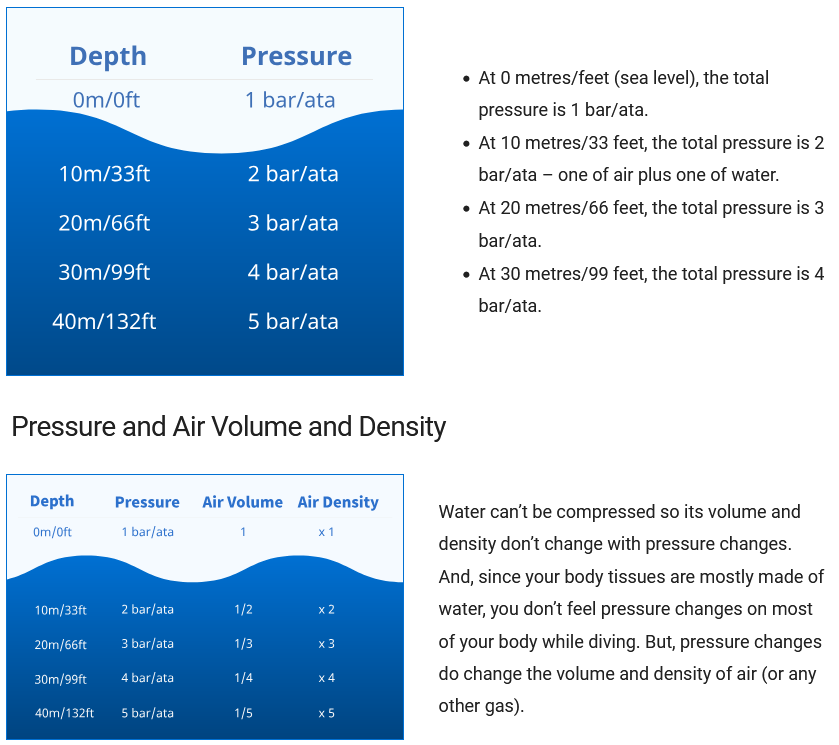 Depth Pressure
0m/0ft 1 bar/ata
10m/33ft 2 bar/ata
20m/66ft 3 bar/ata
30m/99ft 4 bar/ata
40m/132ft 5 bar/ata
• At 0 metres/feet (sea level), the total
pressure is 1 bar/ata.
• At 10 metres/33 feet, the total pressure is 2
bar/ata – one of air plus one of water.
• At 20 metres/66 feet, the total pressure is 3
bar/ata.
• At 30 metres/99 feet, the total pressure is 4
bar/ata.
Pressure and Air Volume and Density
Depth Pressure Air Volume Air Density
0m/0ft 1 bar/ata 1 x 1
10m/33ft 2 bar/ata 1/2 x 2
20m/66ft 3 bar/ata 1/3 x 3
30m/99ft 4 bar/ata 1/4 x 4
40m/132ft 5 bar/ata 1/5 x 5
Water can’t be compressed so its volume and
density don’t change with pressure changes.
And, since your body tissues are mostly made of
water, you don’t feel pressure changes on most
of your body while diving. But, pressure changes
do change the volume and density of air (or any
other gas).